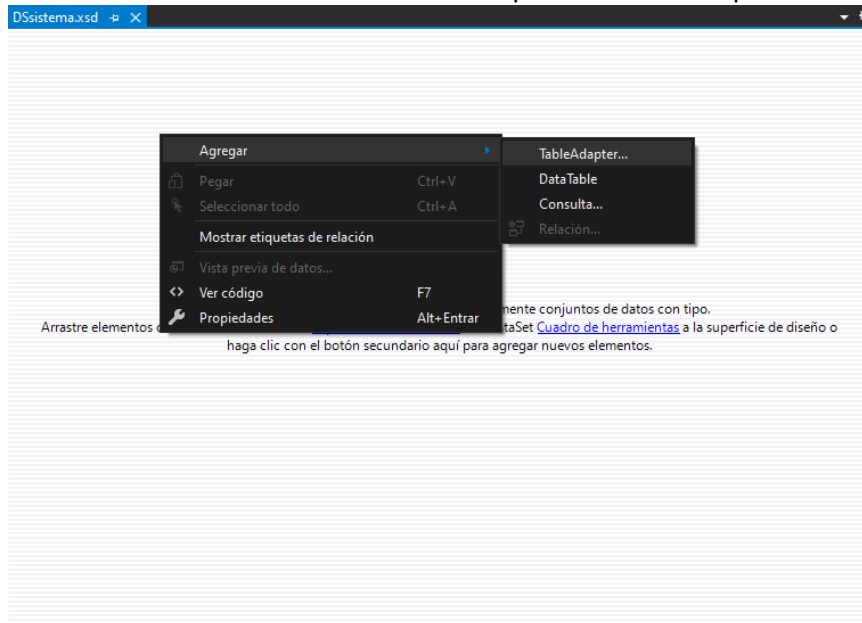 DSsistema.xsd
Agregar
TableAdapter...
Pegar Ctrl+V
DataTable
Seleccionar todo Ctrl+A
Consulta...
Mostrar etiquetas de relación
Relación...
Vista previa de datos...
Ver código F7
Propiedades Alt+Entrar
mente conjuntos de datos con tipo.
Arrastre elementos taSet Cuadro de herramientas a la superficie de diseño o
haga clic con el botón secundario aquí para agregar nuevos elementos.